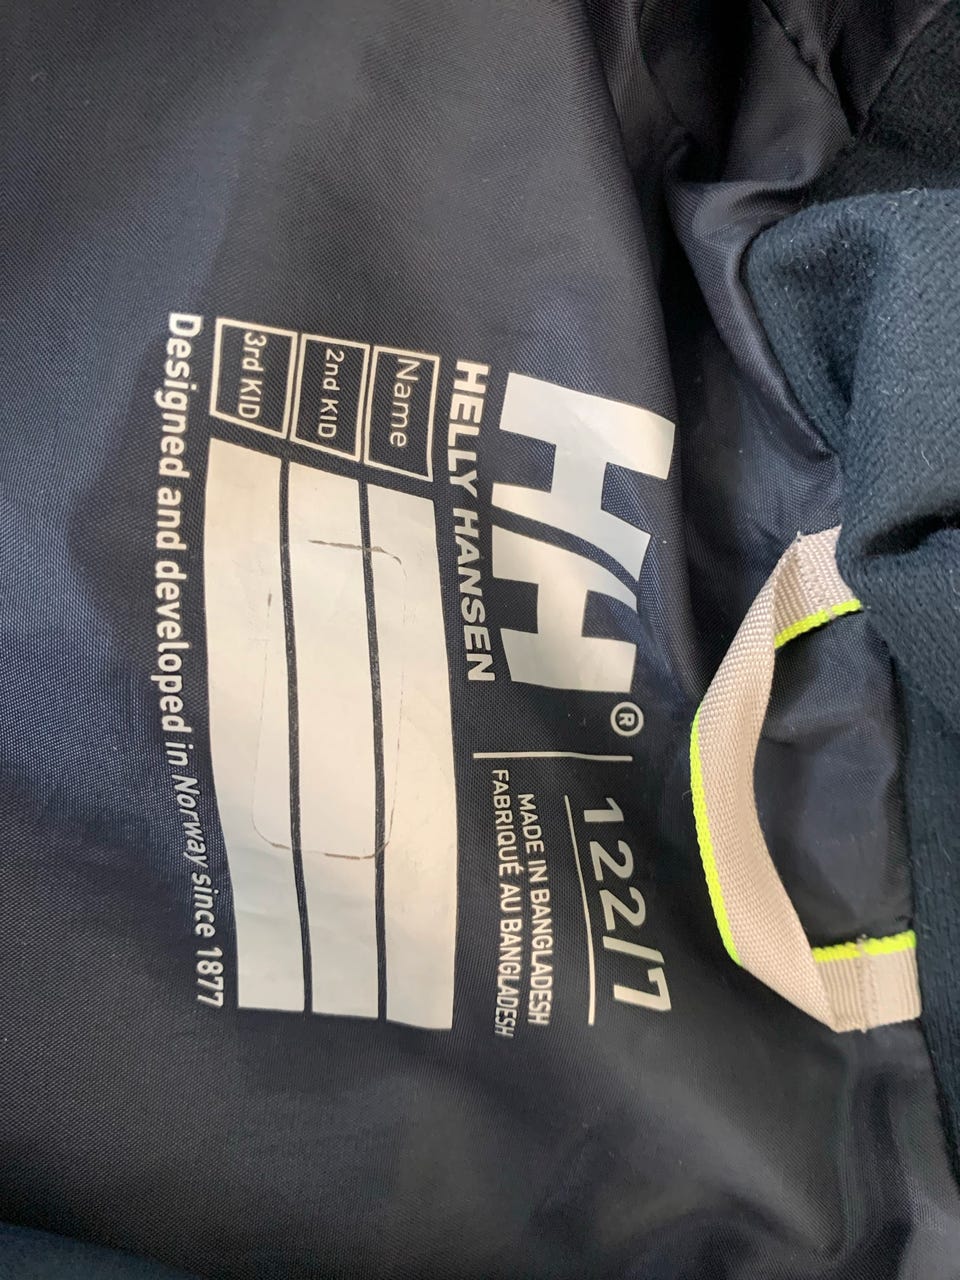 HH®
HELLY HANSEN
122/7
MADE IN BANGLADESH
FABRIQUÉ AU BANGLADESH
Name
2nd KID
3rd KID
Designed and developed in Norway since 1877